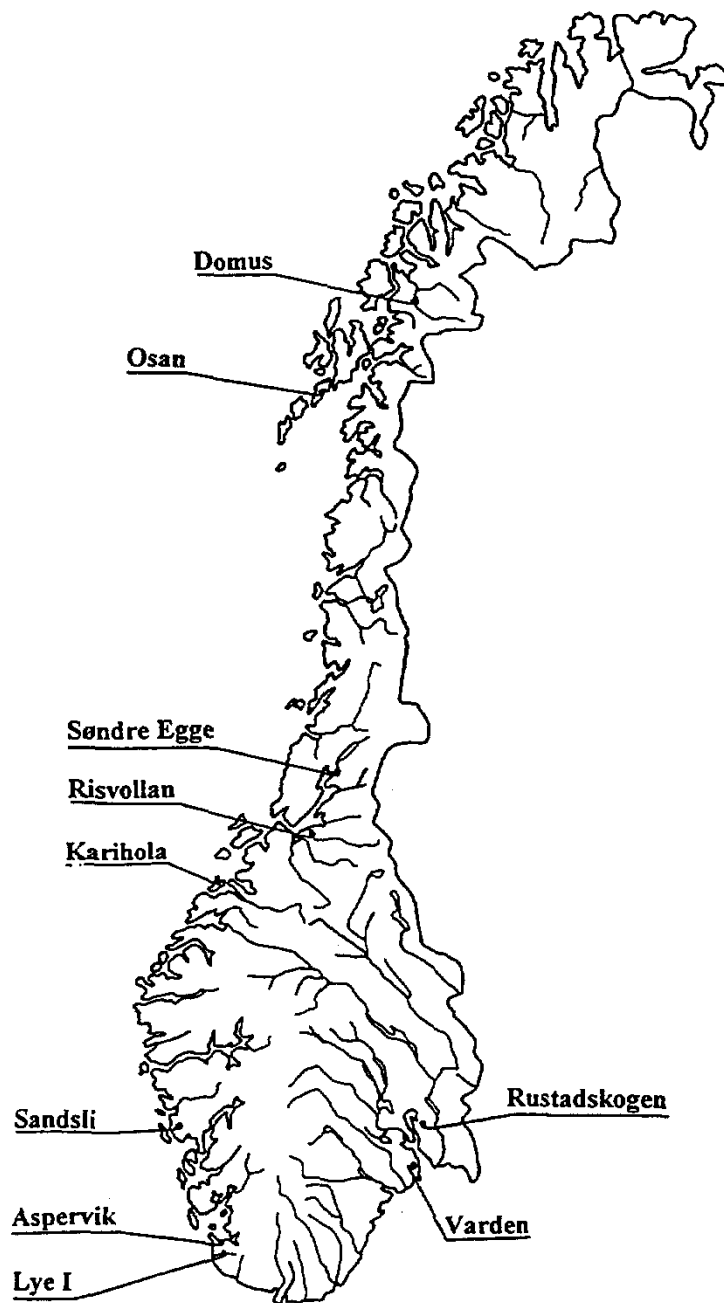 Domus
Osan
Søndre Egge
Risvollan
Karihola
Rustadskogen
Sandsli
Aspervik
Varden
Lye I